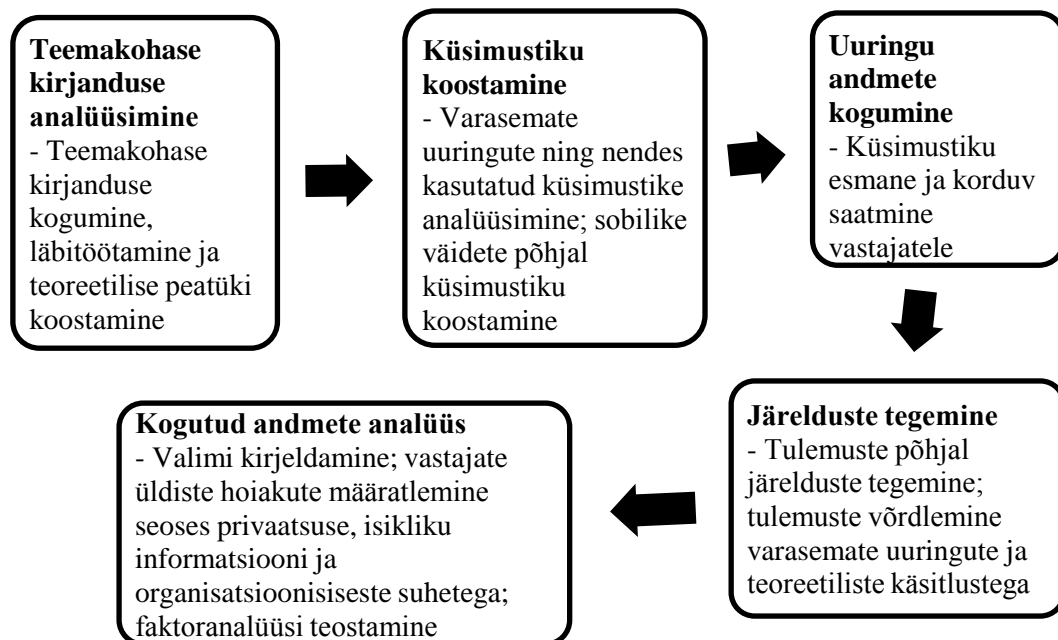 Teemakohase
kirjanduse
analüüsimine
- Teemakohase
kirjanduse
kogumine,
läbitöötamine ja
teoreetilise peatüki
koostamine
Küsimustiku
koostamine
- Varasemate
uuringute ning nendes
kasutatud küsimustike
analüüsimine; sobilike
väidete põhjal
küsimustiku
koostamine
Uuringu
andmete
kogumine
- Küsimustiku
esmane ja korduv
saatmine
vastajatele
Järelduste tegemine
- Tulemuste põhjal
järelduste tegemine;
tulemuste võrdlemine
varasemate uuringute ja
teoreetiliste käsitlustega
Kogutud andmete analüüs
- Valimi kirjeldamine; vastajate
üldiste hoiakute määratlemine
seoses privaatsuse, isikliku
informatsiooni ja
organisatsioonisiseste suhetega;
faktoranalüüsi teostamine